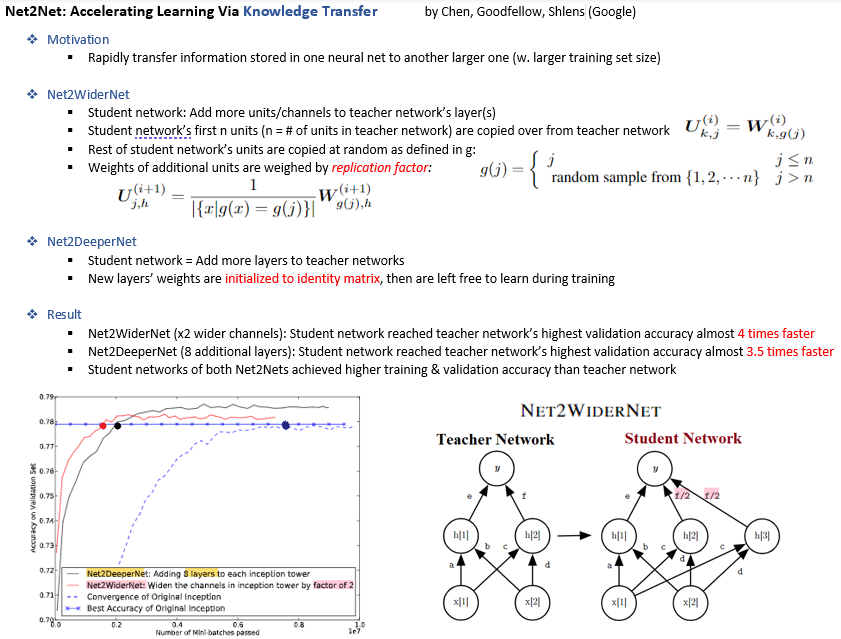 Net2Net: Accelerating Learning Via Knowledge Transfer by Chen, Goodfellow, Shlens (Google)
❖ Motivation
▪ Rapidly transfer information stored in one neural net to another larger one (w. larger training set size)
❖ Net2WiderNet
▪ Student network: Add more units/channels to teacher network's layer(s)
▪ Student network's first n units (n = # of units in teacher network) are copied over from teacher network
U^{(i)}_{k,j} = W^{(i)}_{k,g(j)}
▪ Rest of student network's units are copied at random as defined in g:
g(j) = { j j ≤ n
random sample from {1, 2, ··· n} j > n
▪ Weights of additional units are weighed by replication factor:
U^{(i+1)}_{j,h} = 1 / |{x|g(x) = g(j)}| W^{(i+1)}_{g(j),h}
❖ Net2DeeperNet
▪ Student network = Add more layers to teacher networks
▪ New layers' weights are initialized to identity matrix, then are left free to learn during training
❖ Result
▪ Net2WiderNet (x2 wider channels): Student network reached teacher network's highest validation accuracy almost 4 times faster
▪ Net2DeeperNet (8 additional layers): Student network reached teacher network's highest validation accuracy almost 3.5 times faster
▪ Student networks of both Net2Nets achieved higher training & validation accuracy than teacher network
0.79
0.78
0.77
0.76
0.75
0.74
0.73
0.72
0.71
0.70
Accuracy on Validation Set
Net2DeeperNet: Adding 8 layers to each inception tower
Net2WiderNet: Widen the channels in inception tower by factor of 2
Convergence of Original Inception
Best Accuracy of Original Inception
0.0 0.2 0.4 0.6 0.8 1.0
Number of Mini-batches passed 1e7
NET2WIDERNET
Teacher Network Student Network
y y
e f e f/2 f/2
h[1] h[2] h[1] h[2] h[3]
b c b c c
a d a d d
x[1] x[2] x[1] x[2]